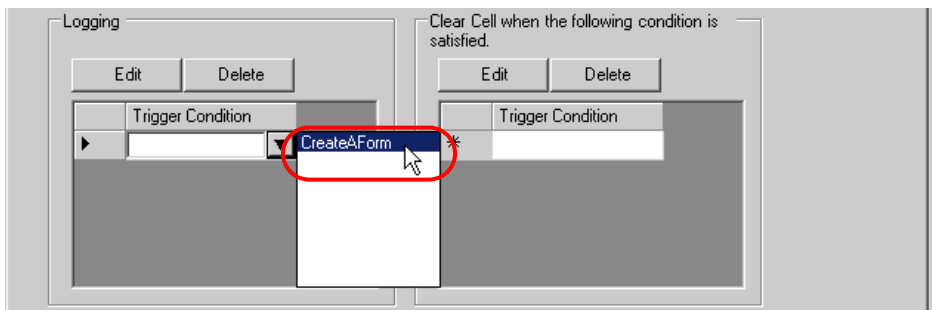 Logging
Edit
Delete
Trigger Condition
CreateAForm
Clear Cell when the following condition is
satisfied.
Edit
Delete
Trigger Condition
*